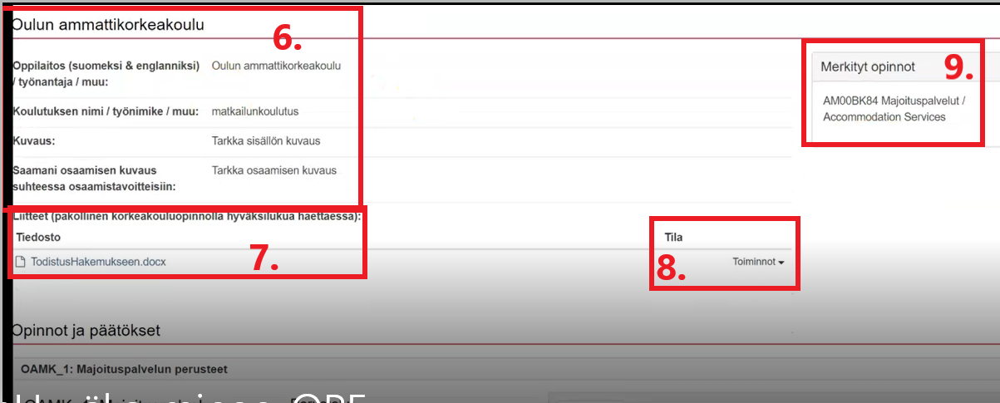 Oulun ammattikorkeakoulu
6.
Oppilaitos (suomeksi & englanniksi) Oulun ammattikorkeakoulu
/ työnantaja / muu:
Koulutuksen nimi / työnimike / muu: matkailunkoulutus
Kuvaus: Tarkka sisällön kuvaus
Saamani osaamisen kuvaus Tarkka osaamisen kuvaus
suhteessa osaamistavoitteisiin:
9.
Merkityt opinnot
AM00BK84 Majoituspalvelut /
Accommodation Services
Liitteet (pakollinen korkeakouluopinnolla hyväksilukua haettaessa):
Tiedosto Tila
7.
TodistusHakemukseen.docx Toiminnot
8.
Opinnot ja päätökset
OAMK_1: Majoituspalvelun perusteet